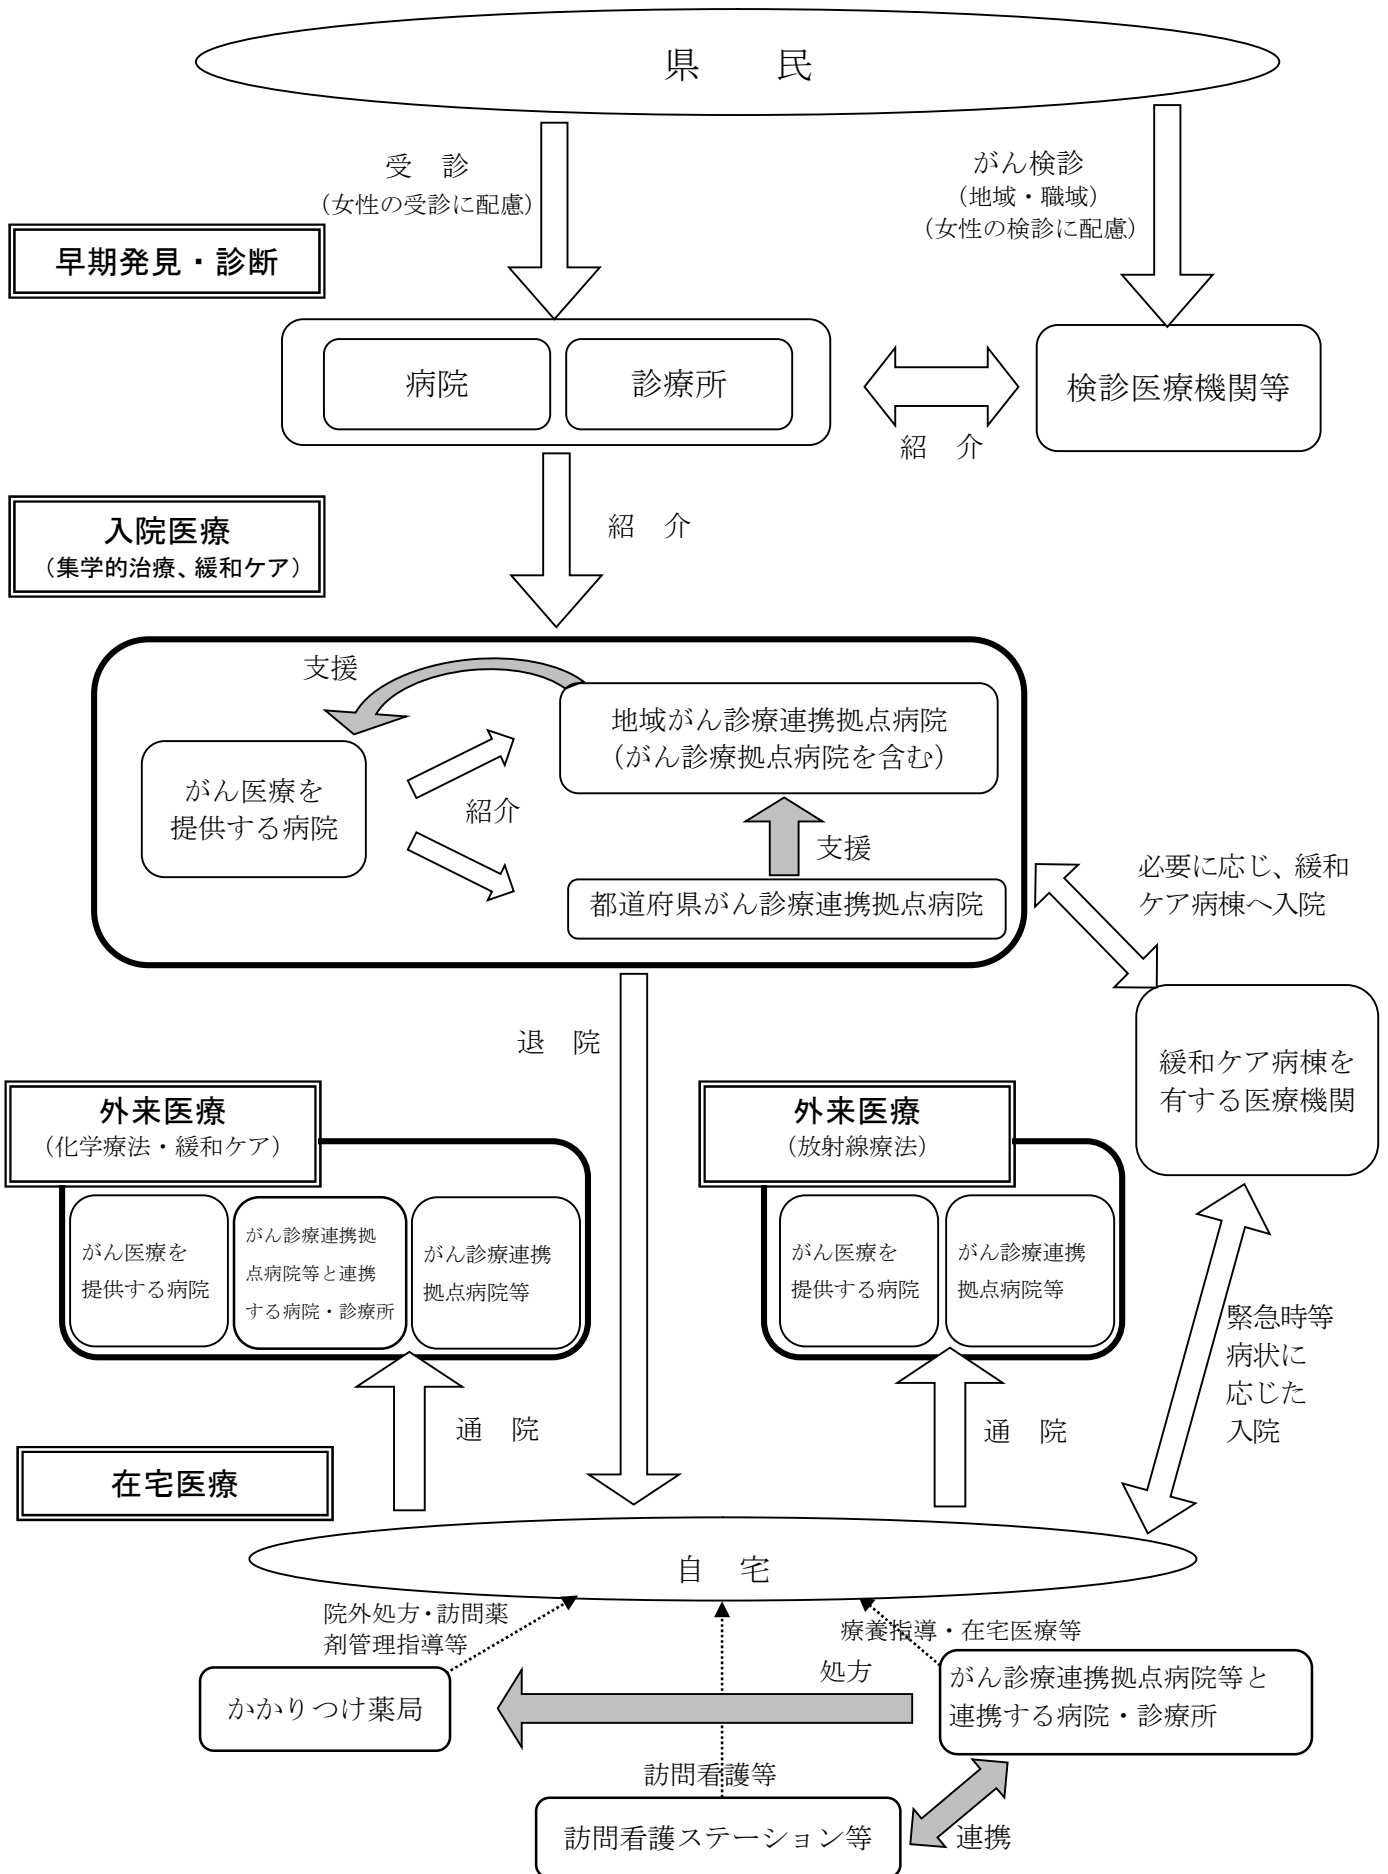 県　　民
受　診
（女性の受診に配慮）
がん検診
（地域・職域）
（女性の検診に配慮）
早期発見・診断
病院
診療所
検診医療機関等
紹　介
入院医療
（集学的治療、緩和ケア）
紹　介
支援
地域がん診療連携拠点病院
（がん診療拠点病院を含む）
がん医療を
提供する病院
紹介
支援
都道府県がん診療連携拠点病院
必要に応じ、緩和
ケア病棟へ入院
退　院
緩和ケア病棟を
有する医療機関
外来医療
（化学療法・緩和ケア）
がん医療を
提供する病院
がん診療連携拠
点病院等と連携
する病院・診療所
がん診療連携
拠点病院等
外来医療
（放射線療法）
がん医療を
提供する病院
がん診療連携
拠点病院等
緊急時等
病状に
応じた
入院
通　院
通　院
在宅医療
自　宅
院外処方・訪問薬
剤管理指導等
療養指導・在宅医療等
処方
かかりつけ薬局
がん診療連携拠点病院等と
連携する病院・診療所
訪問看護等
訪問看護ステーション等
連携